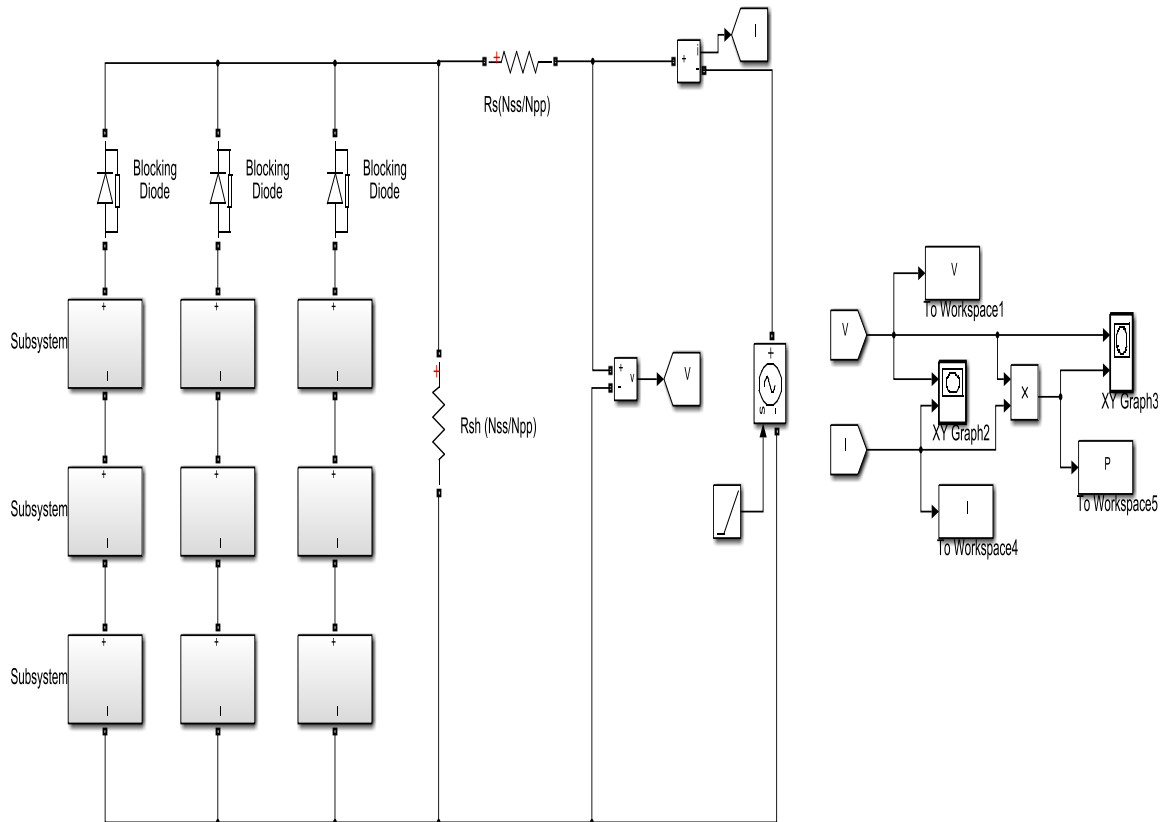 I
Rs(Nss/Npp)
Blocking
Diode
Blocking
Diode
Blocking
Diode
+
+
+
Subsystem
+
+
+
Subsystem
+
+
+
Subsystem
Rsh (Nss/Npp)
+
-
i
+
-
v
V
+
s
-
V
To Workspace1
V
XY Graph3
XY Graph2
X
I
P
To Workspace5
I
To Workspace4